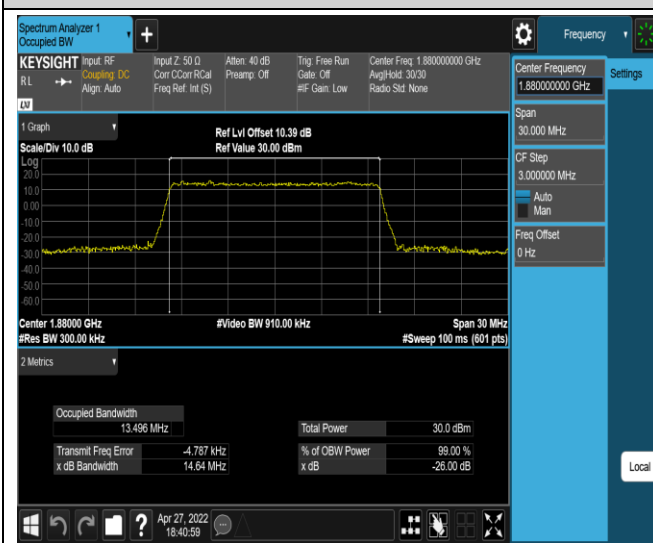 Spectrum Analyzer 1
Occupied BW
Frequency
KEYSIGHT
RL
LXI
Input: RF
Coupling: DC
Align: Auto
Input Z: 50 Ω
Corr CCorr RCal
Freq Ref: Int (S)
Atten: 40 dB
Preamp: Off
Trig: Free Run
Gate: Off
#IF Gain: Low
Center Freq: 1.880000000 GHz
Avg|Hold: 30/30
Radio Std: None
Center Frequency
1.880000000 GHz
Settings
Span
30.000 MHz
CF Step
3.000000 MHz
Auto
Man
Freq Offset
0 Hz
1 Graph
Scale/Div 10.0 dB
Ref Lvl Offset 10.39 dB
Ref Value 30.00 dBm
Log
20.0
10.0
0.00
-10.0
-20.0
-30.0
-40.0
-50.0
-60.0
Center 1.88000 GHz
#Video BW 910.00 kHz
Span 30 MHz
#Res BW 300.00 kHz
#Sweep 100 ms (601 pts)
2 Metrics
Occupied Bandwidth
13.496 MHz
Total Power 30.0 dBm
Transmit Freq Error -4.787 kHz
% of OBW Power 99.00 %
x dB Bandwidth 14.64 MHz
x dB -26.00 dB
Local
?
Apr 27, 2022
18:40:59